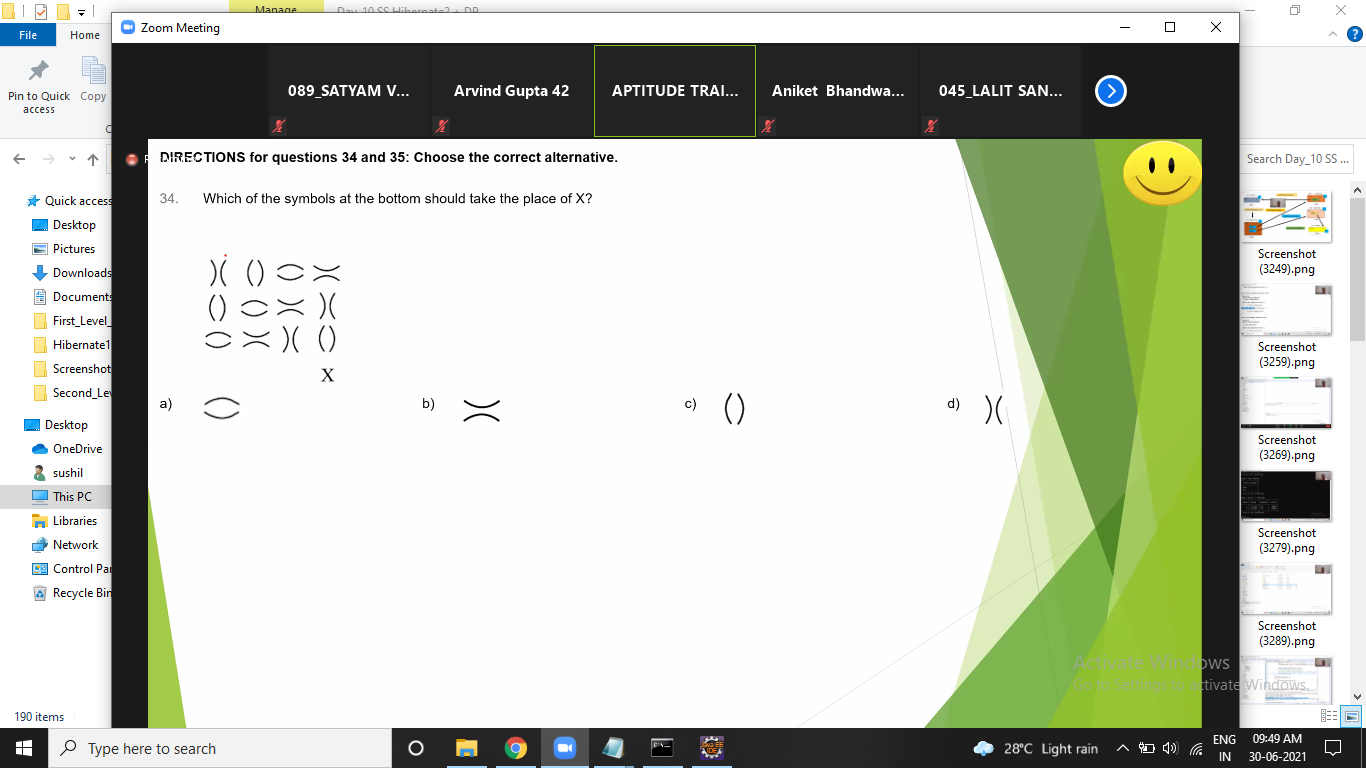 Manage
Day_10 SS Hibernate2 + DP
File
Home
Zoom Meeting
Pin to Quick
access
Copy
089_SATYAM V...
Arvind Gupta 42
APTITUDE TRAI...
Aniket Bhandwa...
045_LALIT SAN...
Search Day_10 SS ...
DIRECTIONS for questions 34 and 35: Choose the correct alternative.
34. Which of the symbols at the bottom should take the place of X?
X
a)
b)
c) ( )
d) )(
Quick access
Desktop
Pictures
Downloads
Documents
First_Level_
Hibernate1
Screenshot
Second_Lev
Desktop
OneDrive
sushil
This PC
Libraries
Network
Control Par
Recycle Bin
190 items
Screenshot
(3249).png
Screenshot
(3259).png
Screenshot
(3269).png
Screenshot
(3279).png
Screenshot
(3289).png
Activate Windows
Go to Settings to activate Windows.
Type here to search
28°C Light rain
ENG
IN
09:49 AM
30-06-2021